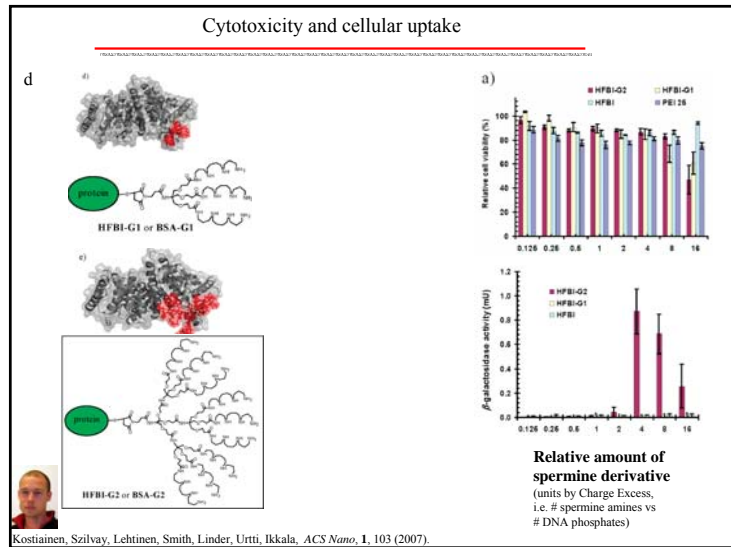 Cytotoxicity and cellular uptake
d
d)
protein
HFBI-G1 or BSA-G1
e)
protein
HFBI-G2 or BSA-G2
a)
HFBI-G2
HFBI-G1
HFBI
PEI 25
Relative cell viability (%)
100
80
60
40
20
0
0.125 0.25 0.5 1 2 4 8 16
HFBI-G2
HFBI-G1
HFBI
β-galactosidase activity (mU)
1.2
1.0
0.8
0.6
0.4
0.2
0.0
0.125 0.25 0.5 1 2 4 8 16
Relative amount of
spermine derivative
(units by Charge Excess,
i.e. # spermine amines vs
# DNA phosphates)
Kostiainen, Szilvay, Lehtinen, Smith, Linder, Urtti, Ikkala, ACS Nano, 1, 103 (2007).